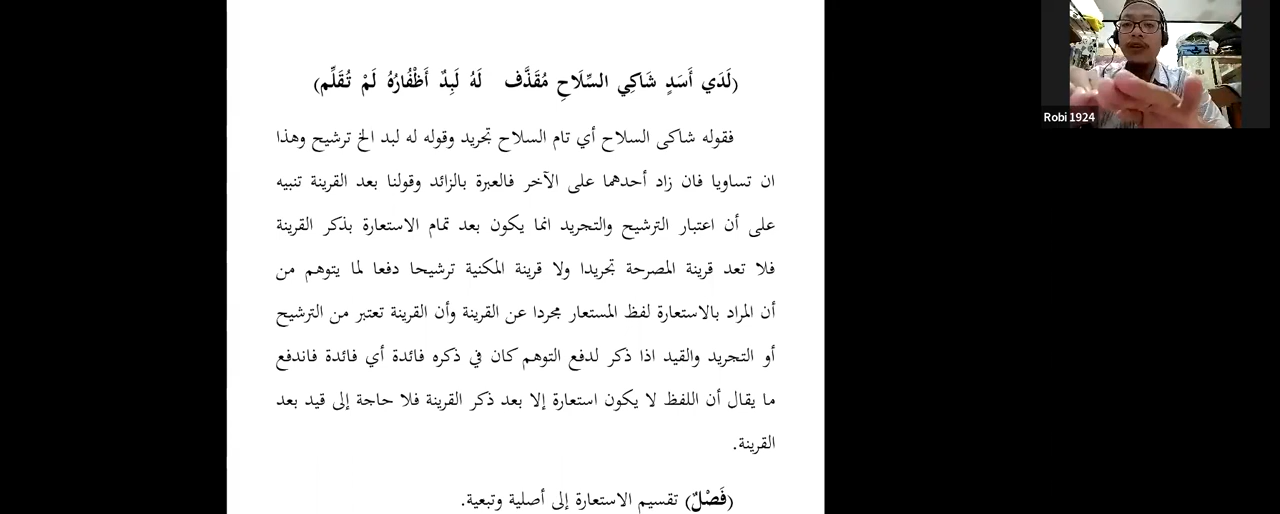 (لَدَي أَسَدٍ شَاكِي السِّلَاحِ مُقَذَّف لَهُ لَبِدٌ أَظْفُارُهُ لَمْ تُقَلِّم)
فقوله شاكى السلاح أي تام السلاح تجريد وقوله له لبد الخ ترشيح وهذا
ان تساويا فان زاد أحدهما على الآخر فالعبرة بالزائد وقولنا بعد القرينة تنبيه
على أن اعتبار الترشيح والتجريد انما يكون بعد تمام الاستعارة بذكر القرينة
فلا تعد قرينة المصرحة تجريدا ولا قرينة المكنية ترشيحا دفعا لما يتوهم من
أن المراد بالاستعارة لفظ المستعار مجردا عن القرينة وأن القرينة تعتبر من الترشيح
أو التجريد والقيد اذا ذكر لدفع التوهم كان في ذكره فائدة أي فائدة فاندفع
ما يقال أن اللفظ لا يكون استعارة إلا بعد ذكر القرينة فلا حاجة إلى قيد بعد
القرينة.
(فَصْلٌ) تقسيم الاستعارة إلى أصلية وتبعية.
Robi 1924